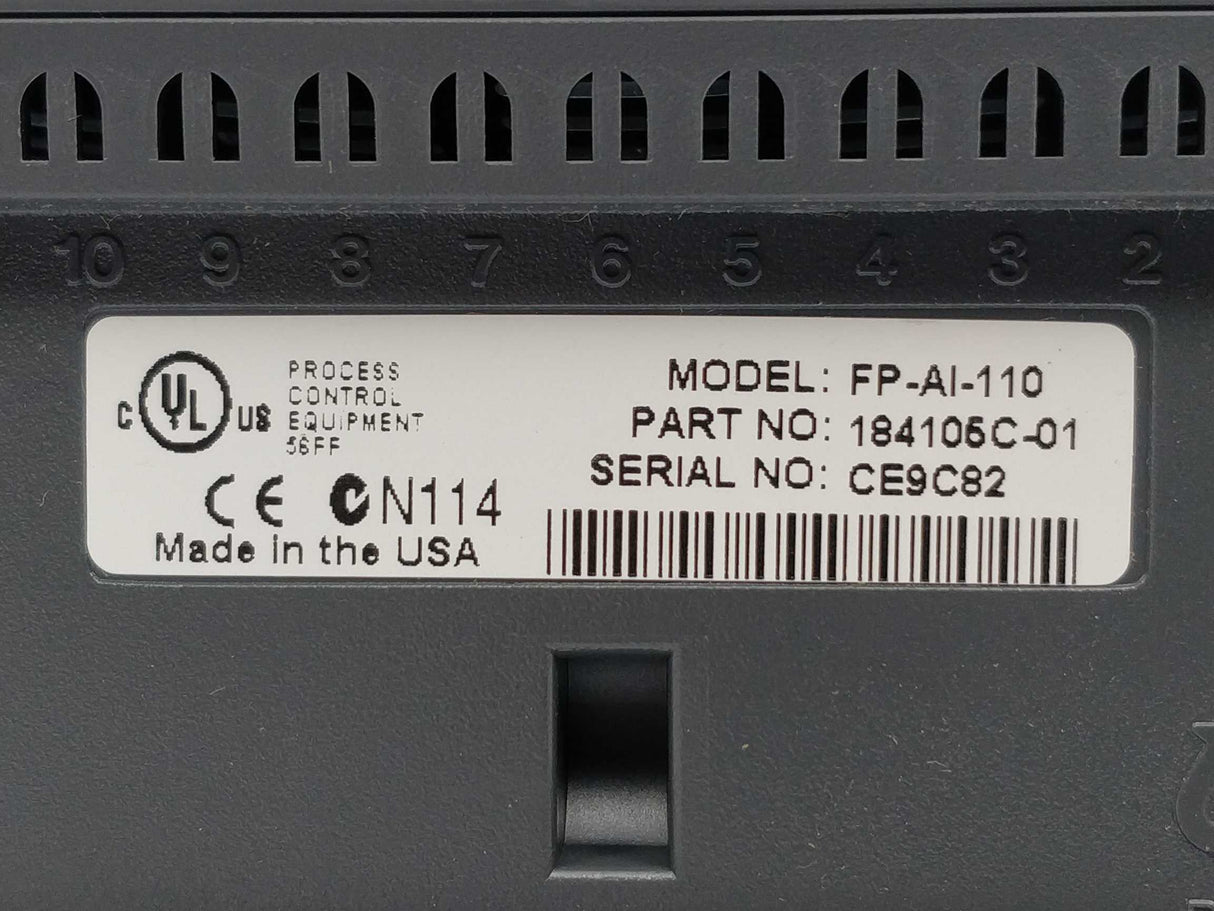 10 9 8 7 6 5 4 3 2
C UL US
PROCESS
CONTROL
EQUIPMENT
56FF
CE N114
Made in the USA
MODEL: FP-AI-110
PART NO: 184105C-01
SERIAL NO: CE9C82